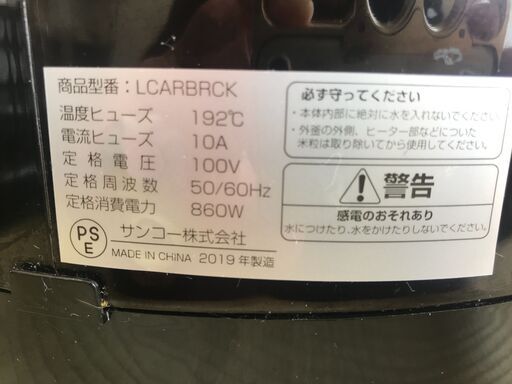 商品型番：LCARBRCK
温度ヒューズ 192℃
電流ヒューズ 10A
定格電圧 100V
定格周波数 50/60Hz
定格消費電力 860W
PS
E
サンコー株式会社
MADE IN CHINA 2019年製造
必ず守ってください
・本体内部に絶対に水を入れないでください
・外釜の外側、ヒーター部などについた
米粒は取り除いてから使用してください。
警告
感電のおそれあり
水につけたり、水をかけたりしないでください。